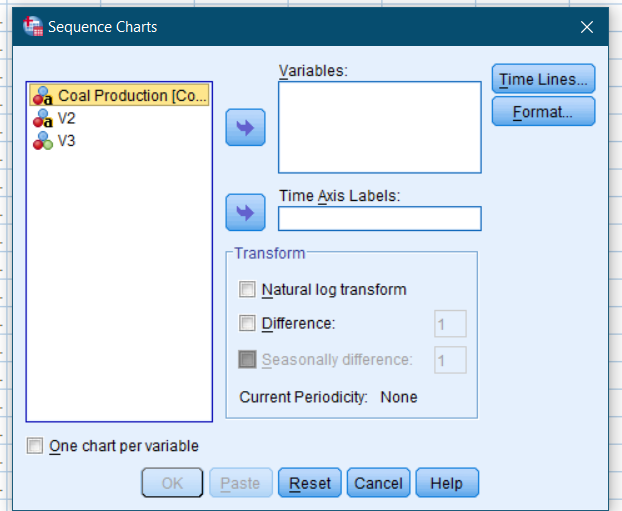 Sequence Charts
Variables:
Coal Production [Co...
V2
V3
Time Lines...
Format...
Time Axis Labels:
Transform
Natural log transform
Difference:
1
Seasonally difference:
1
Current Periodicity: None
One chart per variable
OK
Paste
Reset
Cancel
Help